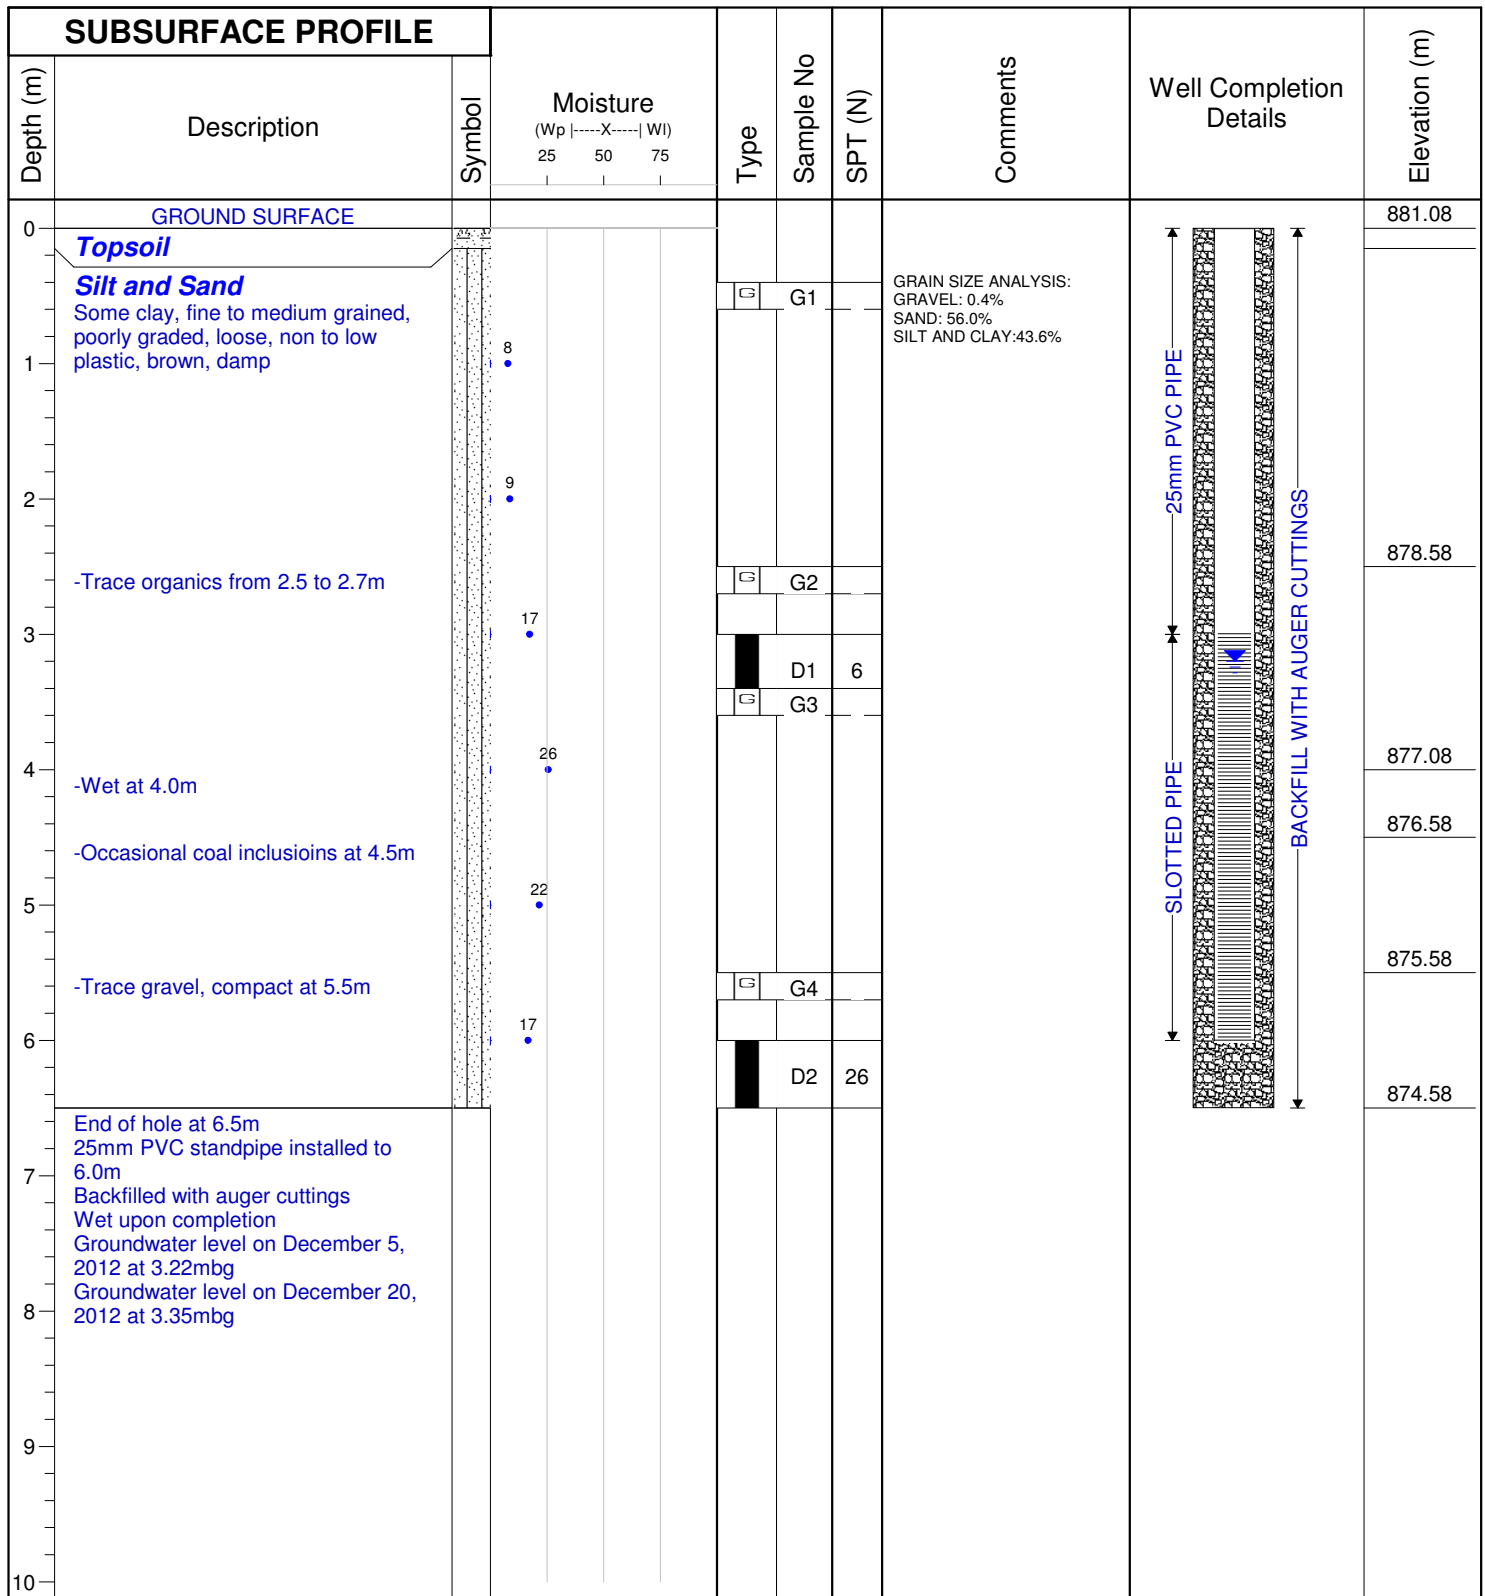 SUBSURFACE PROFILE
Depth (m)
Description
Symbol
Moisture
(Wp |-----X-----| Wl)
25 50 75
Type
Sample No
SPT (N)
Comments
Well Completion
Details
Elevation (m)
0
GROUND SURFACE
881.08
Topsoil
Silt and Sand
Some clay, fine to medium grained,
poorly graded, loose, non to low
plastic, brown, damp
G G1
GRAIN SIZE ANALYSIS:
GRAVEL: 0.4%
SAND: 56.0%
SILT AND CLAY:43.6%
8
1
25mm PVC PIPE
9
2
BACKFILL WITH AUGER CUTTINGS
878.58
-Trace organics from 2.5 to 2.7m
G G2
17
3
D1 6
G G3
26
4
877.08
-Wet at 4.0m
SLOTTED PIPE
876.58
-Occasional coal inclusioins at 4.5m
22
5
875.58
-Trace gravel, compact at 5.5m
G G4
17
6
D2 26
874.58
End of hole at 6.5m
25mm PVC standpipe installed to
6.0m
7
Backfilled with auger cuttings
Wet upon completion
Groundwater level on December 5,
2012 at 3.22mbg
Groundwater level on December 20,
2012 at 3.35mbg
8
9
10